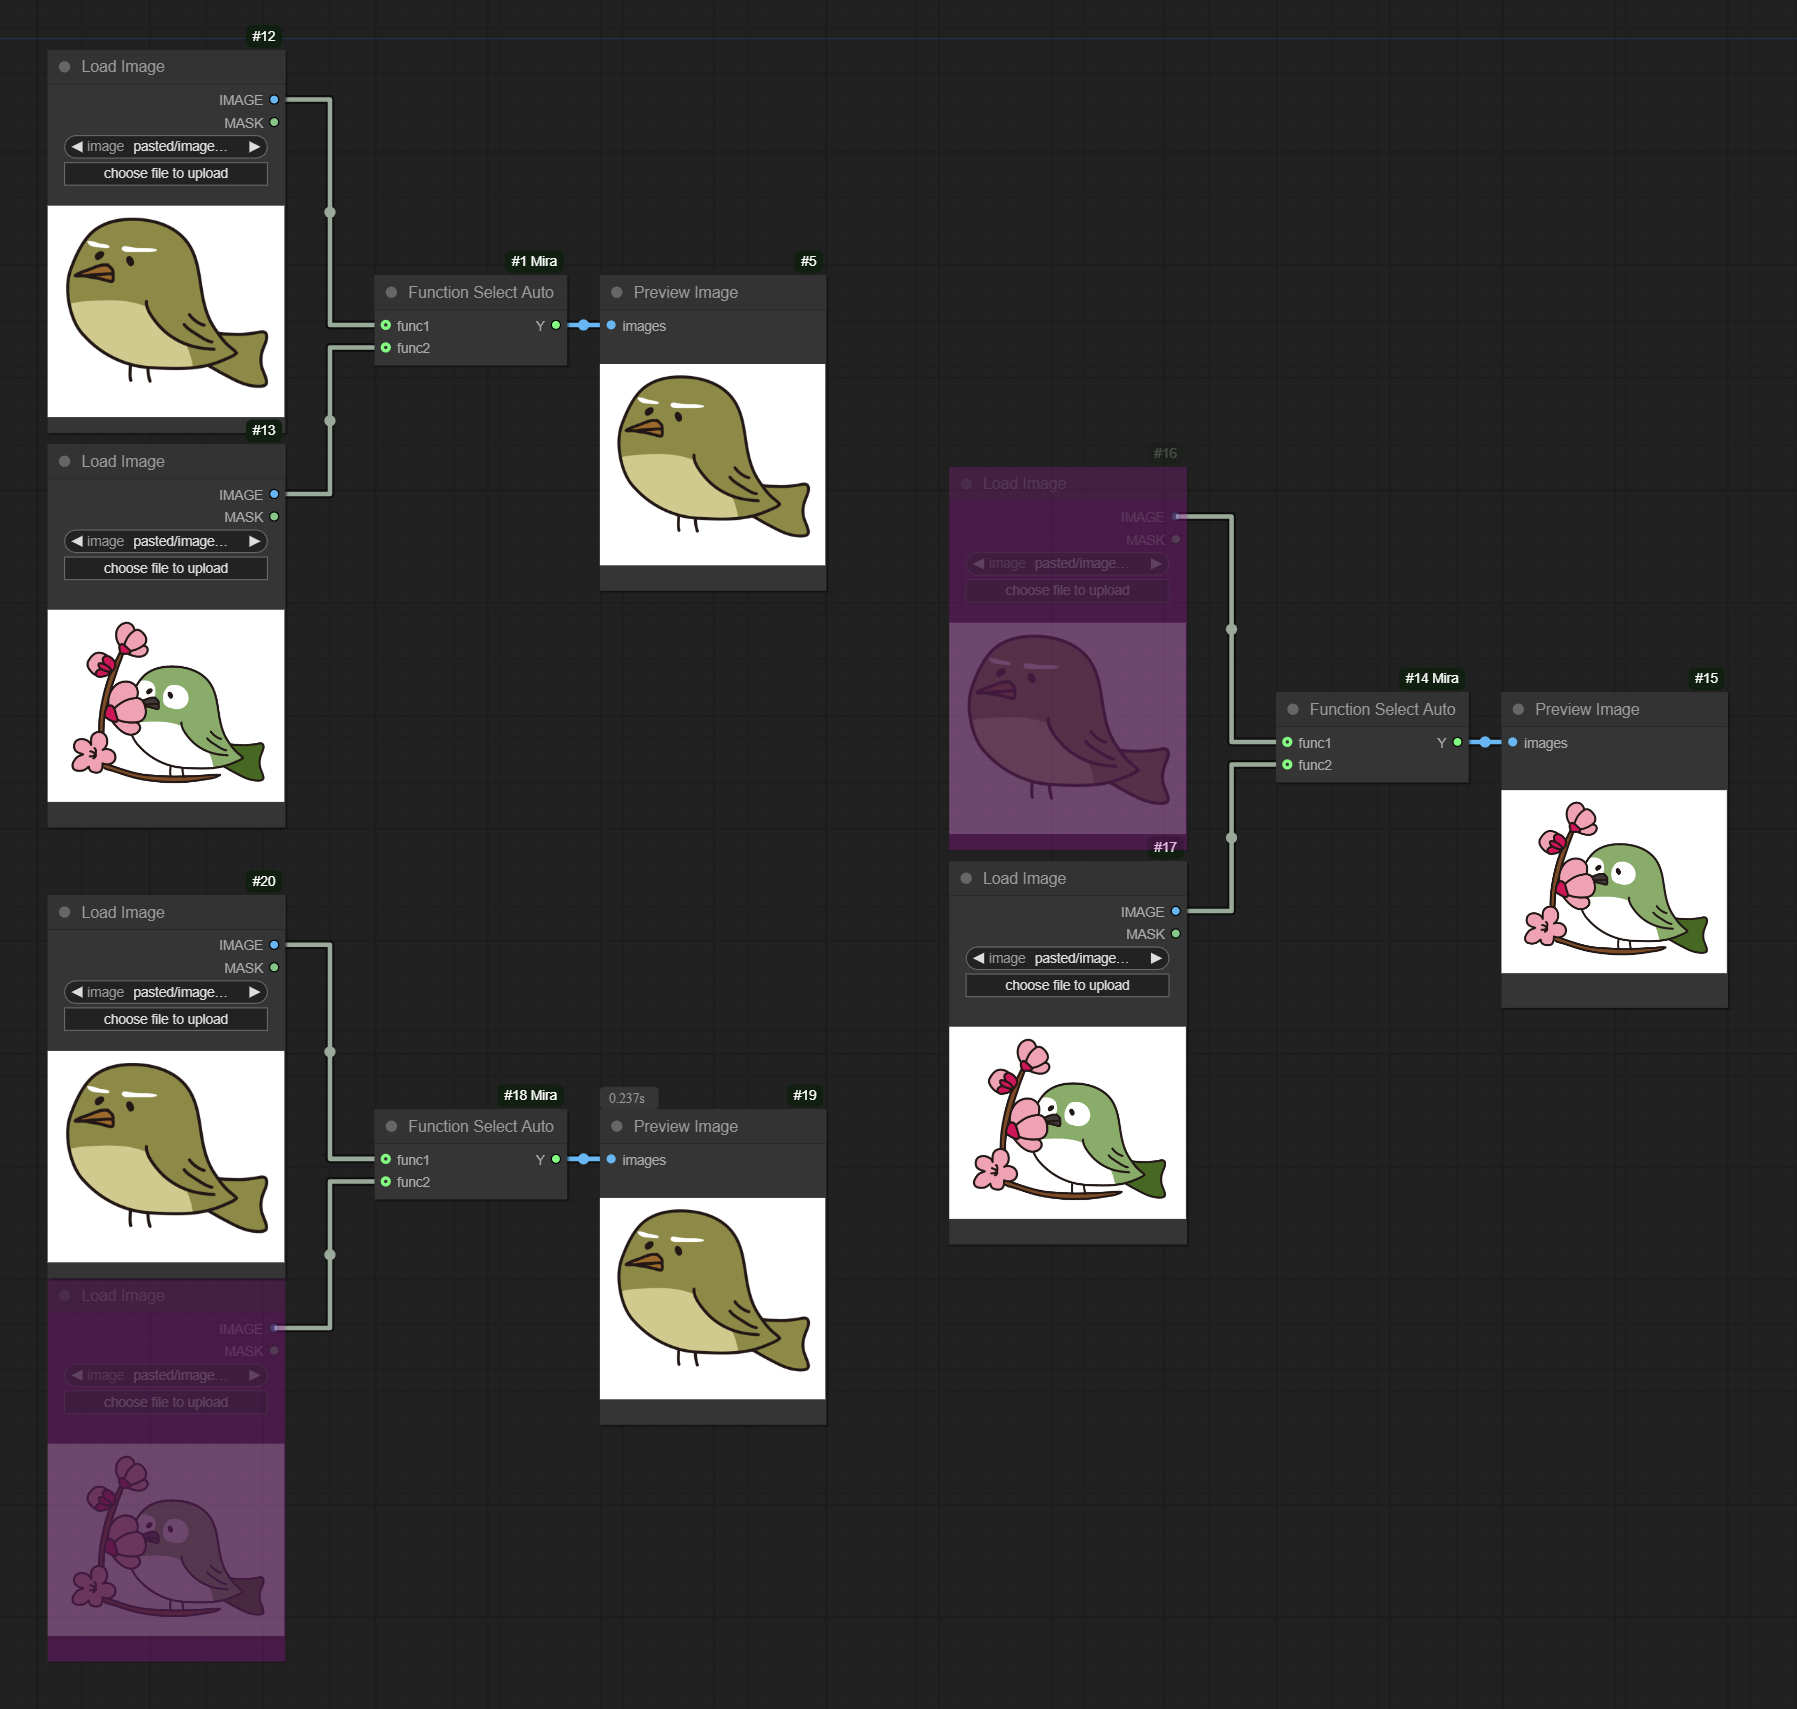 #12
Load Image
IMAGE
MASK
image pasted/image...
choose file to upload
#13
Load Image
IMAGE
MASK
image pasted/image...
choose file to upload
#1 Mira
Function Select Auto
func1 Y
func2
#5
Preview Image
images
#16
Load Image
IMAGE
MASK
image pasted/image...
choose file to upload
#17
Load Image
IMAGE
MASK
image pasted/image...
choose file to upload
#14 Mira
Function Select Auto
func1 Y
func2
#15
Preview Image
images
#20
Load Image
IMAGE
MASK
image pasted/image...
choose file to upload
Load Image
IMAGE
MASK
image pasted/image...
choose file to upload
#18 Mira
Function Select Auto
func1 Y
func2
0.237s #19
Preview Image
images